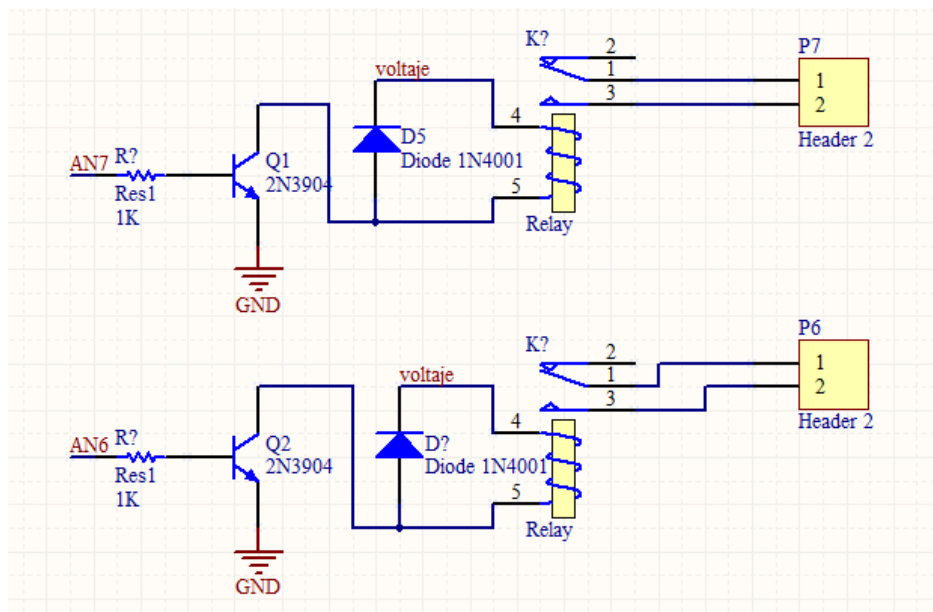 K?
2
1
3
P7
1
2
Header 2
voltaje
4
D5
Diode 1N4001
AN7
R?
Res1
1K
Q1
2N3904
5
Relay
GND
K?
2
1
3
P6
1
2
Header 2
voltaje
4
D?
Diode 1N4001
AN6
R?
Res1
1K
Q2
2N3904
5
Relay
GND